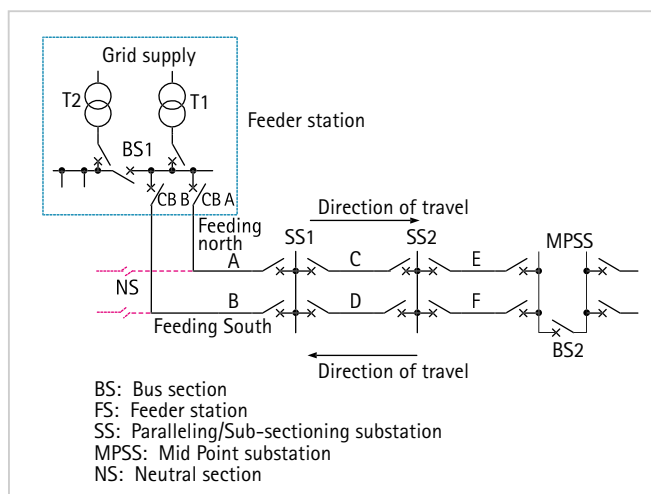 Grid supply
T2
T1
Feeder station
BS1
CB B
CB A
Feeding
north
Direction of travel
SS1
SS2
MPSS
A
C
E
NS
B
D
F
Feeding South
BS2
Direction of travel
BS: Bus section
FS: Feeder station
SS: Paralleling/Sub-sectioning substation
MPSS: Mid Point substation
NS: Neutral section